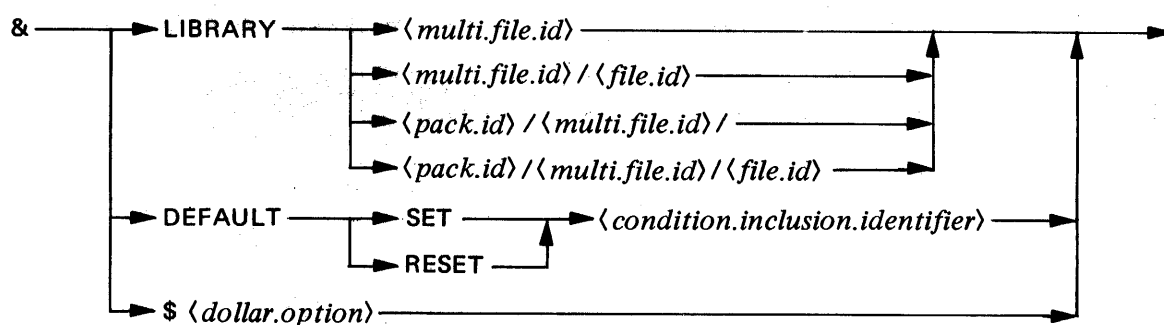 & LIBRARY ⟨multi.file.id⟩
⟨multi.file.id⟩/⟨file.id⟩
⟨pack.id⟩/⟨multi.file.id⟩/
⟨pack.id⟩/⟨multi.file.id⟩/⟨file.id⟩
DEFAULT SET ⟨condition.inclusion.identifier⟩
RESET
$ ⟨dollar.option⟩